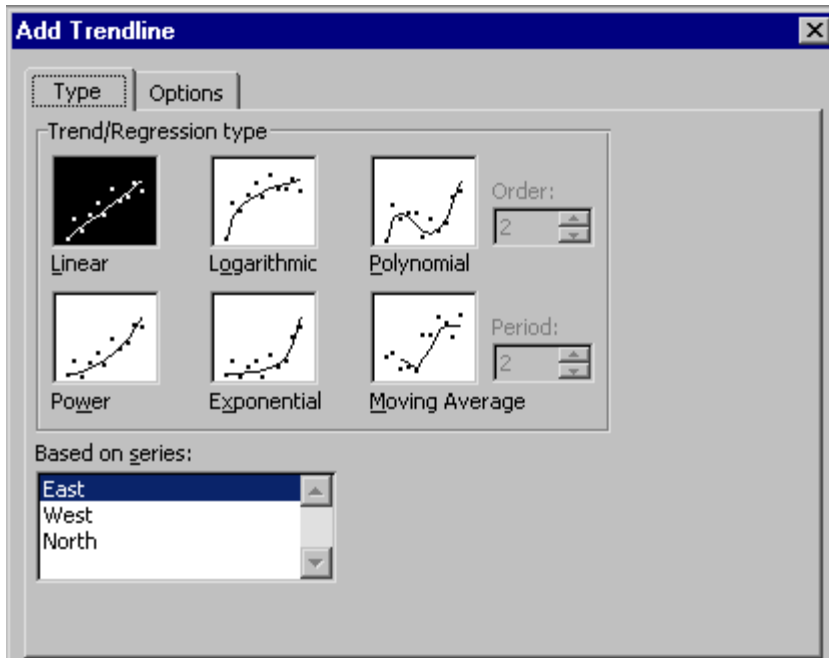 Add Trendline
Type Options
Trend/Regression type
Linear Logarithmic Polynomial
Order:
2
Power Exponential Moving Average
Period:
2
Based on series:
East
West
North